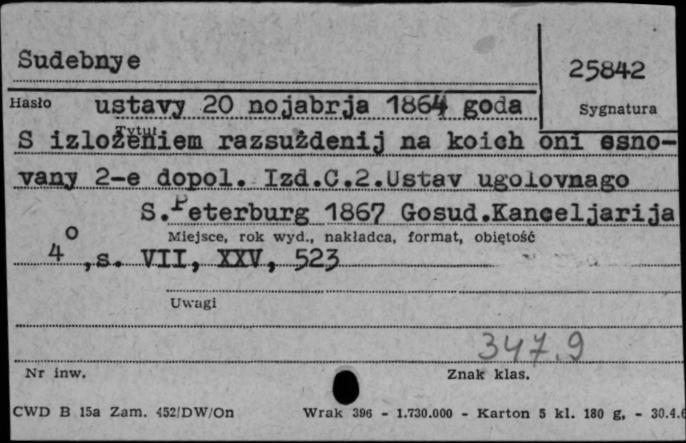 Sudebnye
25842
Hasło ustavy 20 nojabrja 1864 goda
Sygnatura
Tytuł
S izloženiem razsuždenij na koich oni osno-
vany 2-e dopol. Izd.C.2.Ustav ugolovnago
S.Peterburg 1867 Gosud.Kanceljarija
Miejsce, rok wyd., nakładca, format, objętość
4°, s. VII, XXV, 523
Uwagi
347.9
Nr inw.
Znak klas.
CWD B 15a Zam. 452/DW/On Wrak 396 - 1.730.000 - Karton 5 kl. 180 g, - 30.4.6